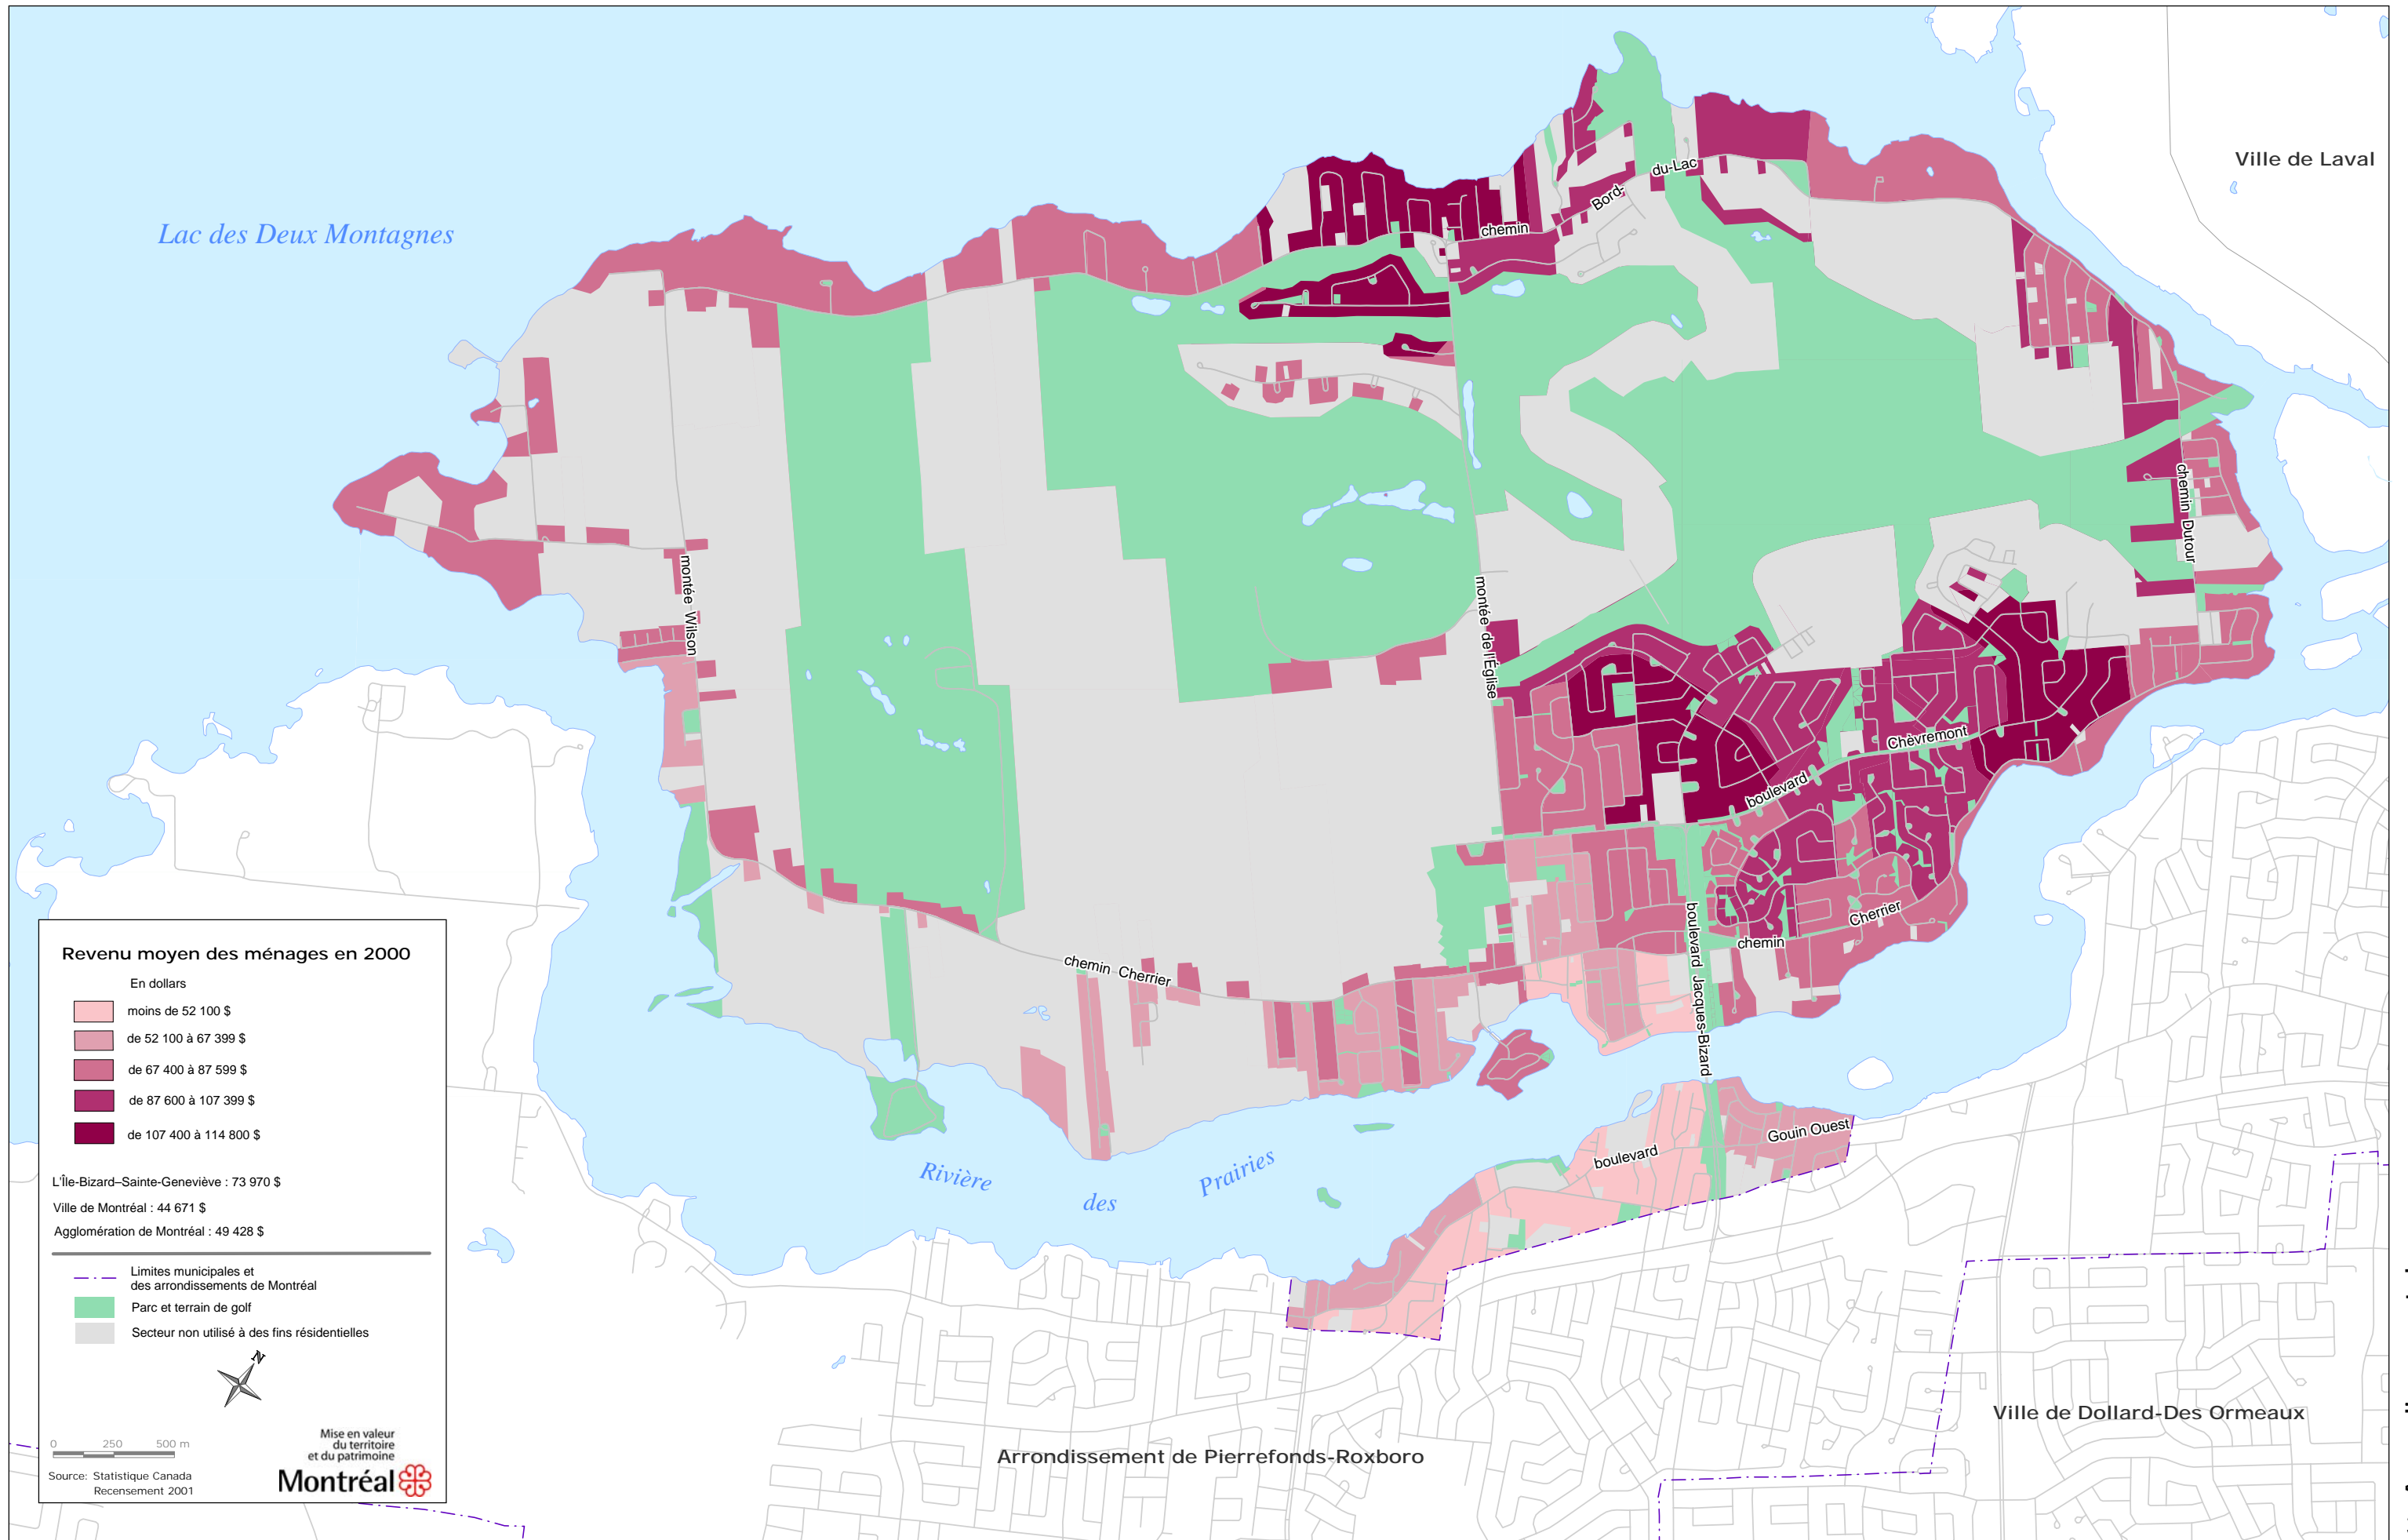 Ville de Laval
Lac des Deux Montagnes
chemin Bord-du-Lac
chemin Dutour
montée Wilson
montée de l'Église
boulevard Chèvremont
boulevard Jacques-Bizard
chemin Cherrier
chemin Cherrier
boulevard Gouin Ouest
Rivière des Prairies
Arrondissement de Pierrefonds-Roxboro
Ville de Dollard-Des Ormeaux
Revenu moyen des ménages en 2000
En dollars
moins de 52 100 $
de 52 100 à 67 399 $
de 67 400 à 87 599 $
de 87 600 à 107 399 $
de 107 400 à 114 800 $
L'Île-Bizard–Sainte-Geneviève : 73 970 $
Ville de Montréal : 44 671 $
Agglomération de Montréal : 49 428 $
Limites municipales et
des arrondissements de Montréal
Parc et terrain de golf
Secteur non utilisé à des fins résidentielles
N
0 250 500 m
Source: Statistique Canada
Recensement 2001
Mise en valeur
du territoire
et du patrimoine
Montréal